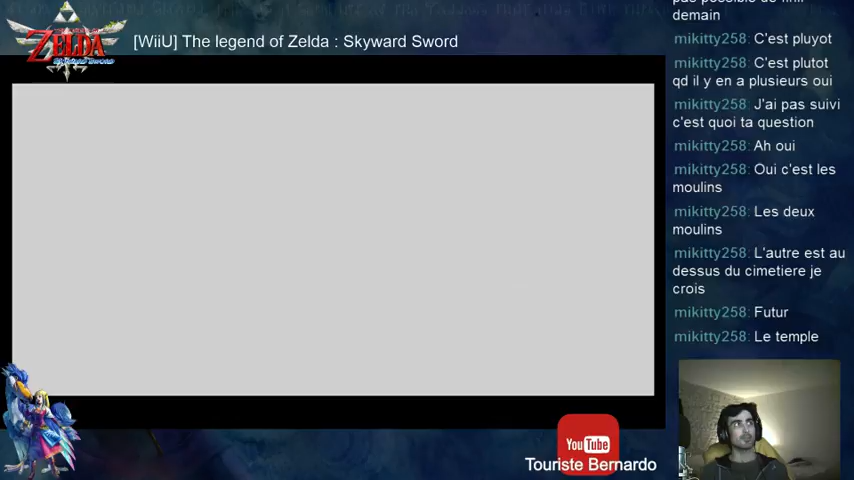 ZELDA
SKYWARD SWORD
[WiiU] The legend of Zelda : Skyward Sword
demain
mikitty258: C'est pluyot
mikitty258: C'est plutot
qd il y en a plusieurs oui
mikitty258: J'ai pas suivi
c'est quoi ta question
mikitty258: Ah oui
mikitty258: Oui c'est les
moulins
mikitty258: Les deux
moulins
mikitty258: L'autre est au
dessus du cimetiere je
crois
mikitty258: Futur
mikitty258: Le temple
YouTube
Touriste Bernardo